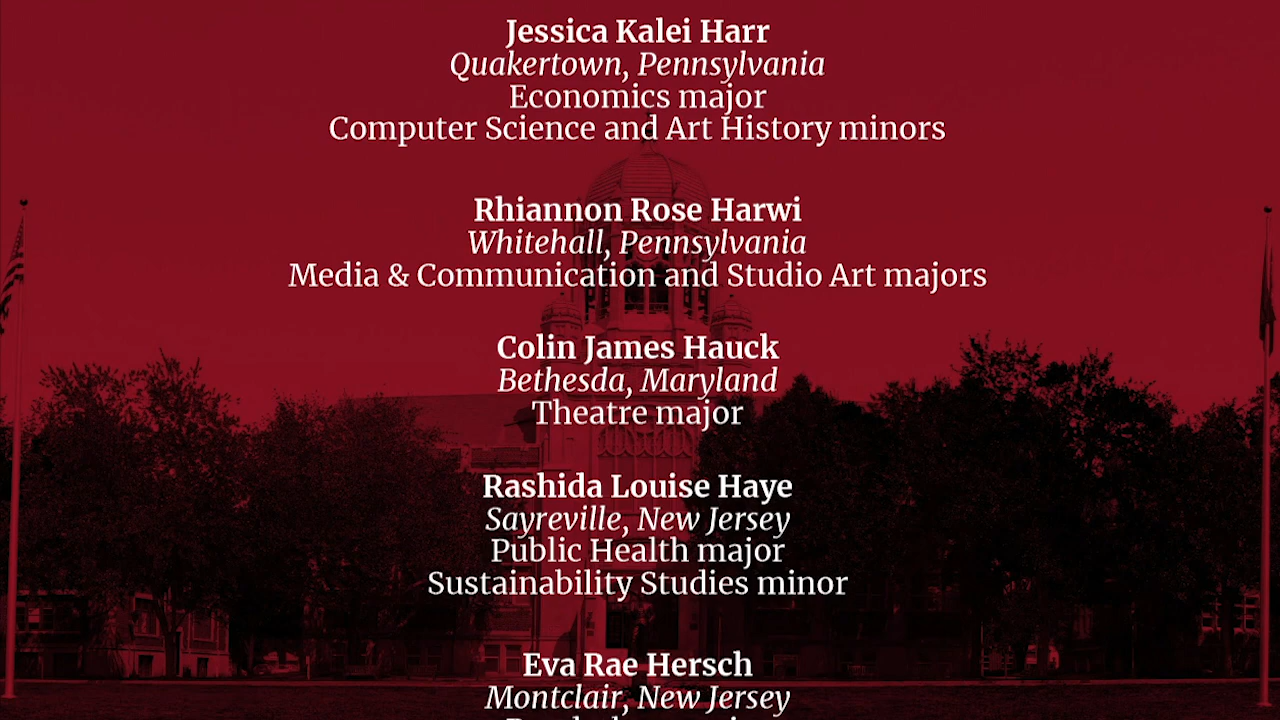 Jessica Kalei Harr
Quakertown, Pennsylvania
Economics major
Computer Science and Art History minors
Rhiannon Rose Harwi
Whitehall, Pennsylvania
Media & Communication and Studio Art majors
Colin James Hauck
Bethesda, Maryland
Theatre major
Rashida Louise Haye
Sayreville, New Jersey
Public Health major
Sustainability Studies minor
Eva Rae Hersch
Montclair, New Jersey